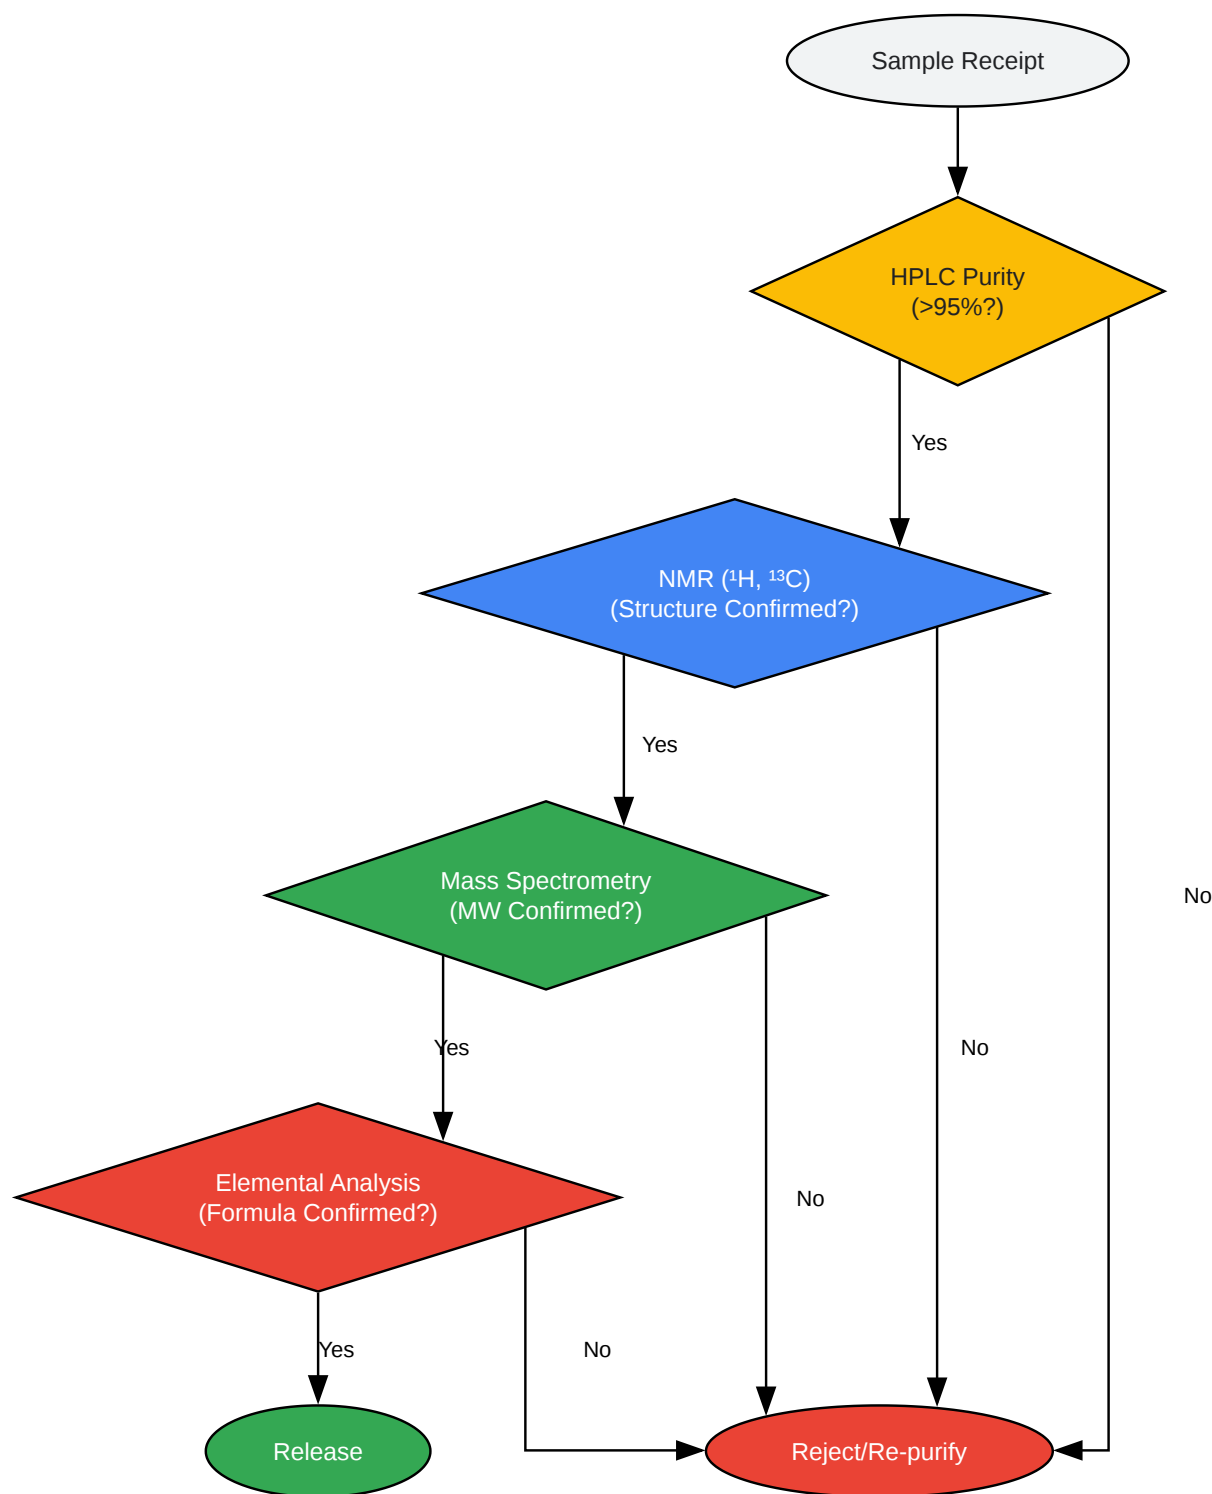 Sample Receipt
HPLC Purity
(>95%?)
Yes
NMR (¹H, ¹³C)
(Structure Confirmed?)
Yes
Mass Spectrometry
(MW Confirmed?)
No
Yes
No
Elemental Analysis
(Formula Confirmed?)
No
Yes
No
Release
Reject/Re-purify